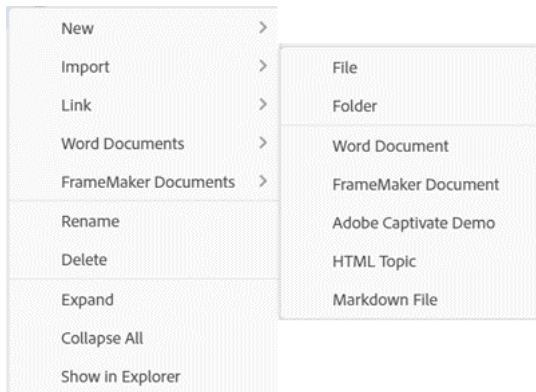 New
Import
Link
Word Documents
FrameMaker Documents
Rename
Delete
Expand
Collapse All
Show in Explorer
File
Folder
Word Document
FrameMaker Document
Adobe Captivate Demo
HTML Topic
Markdown File